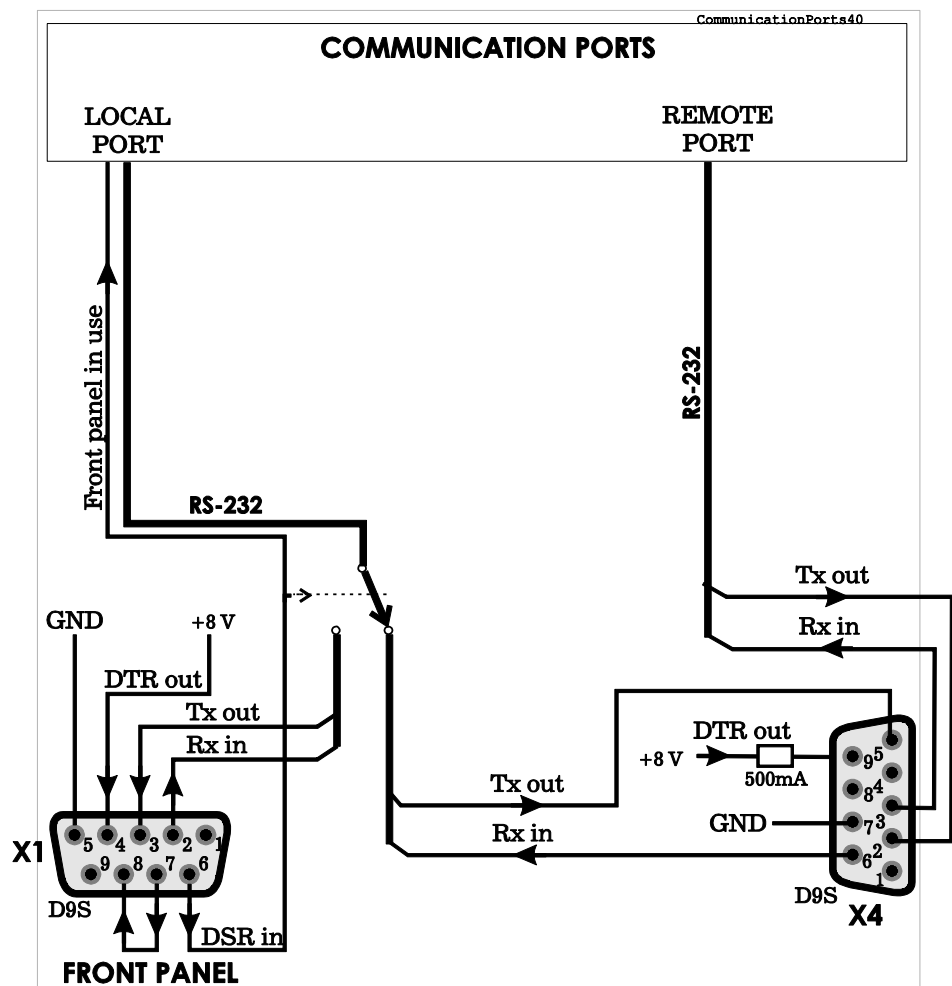 CommunicationPorts40
COMMUNICATION PORTS
LOCAL
PORT
REMOTE
PORT
Front panel in use
RS-232
RS-232
Tx out
Rx in
GND
+8 V
DTR out
Tx out
Rx in
DTR out
+8 V
500mA
Tx out
GND
Rx in
X1
5
4
3
2
1
9
8
7
6
D9S
DSR in
FRONT PANEL
5
9
4
8
3
7
2
6
1
D9S
X4